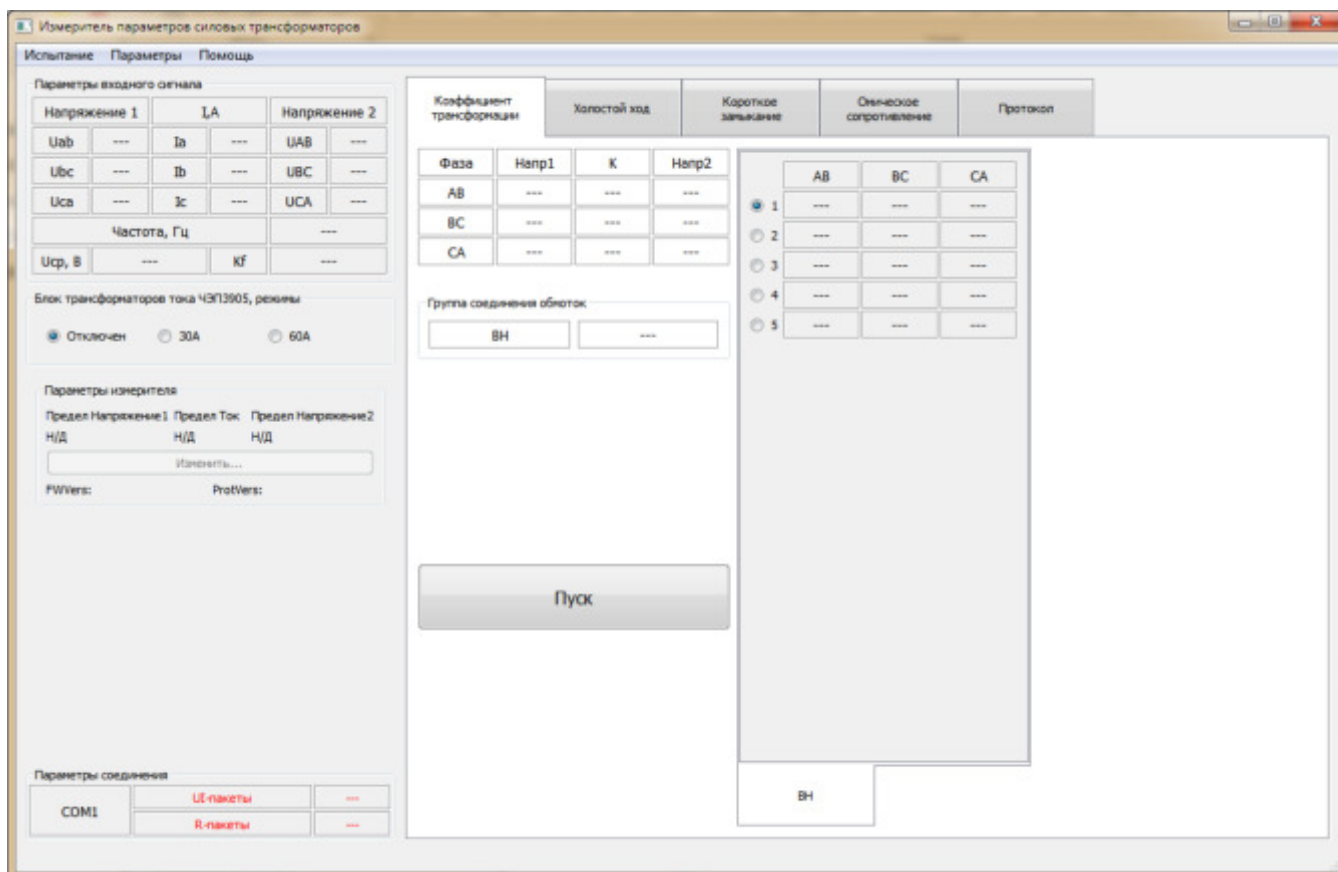 Измеритель параметров силовых трансформаторов
Испытание Параметры Помощь
Параметры входного сигнала
Напряжение 1 I,A Напряжение 2
Uab --- Ia --- UAB ---
Ubc --- Ib --- UBC ---
Uca --- Ic --- UCA ---
Частота, Гц ---
Uср, В --- Kf ---
Блок трансформаторов тока ЧЭП3905, режимы
Отключен 30А 60А
Параметры измерителя
Предел Напряжение1 Предел Ток Предел Напряжение2
Н/Д Н/Д Н/Д
Изменить...
FWVers: ProtVers:
Параметры соединения
COM1
UI-пакеты ---
R-пакеты ---
Коэффициент трансформации
Холостой ход
Короткое замыкание
Омическое сопротивление
Протокол
Фаза Напр1 К Напр2
AB --- --- ---
BC --- --- ---
CA --- --- ---
Группа соединения обмоток
ВН ---
Пуск
AB BC CA
1 --- --- ---
2 --- --- ---
3 --- --- ---
4 --- --- ---
5 --- --- ---
ВН